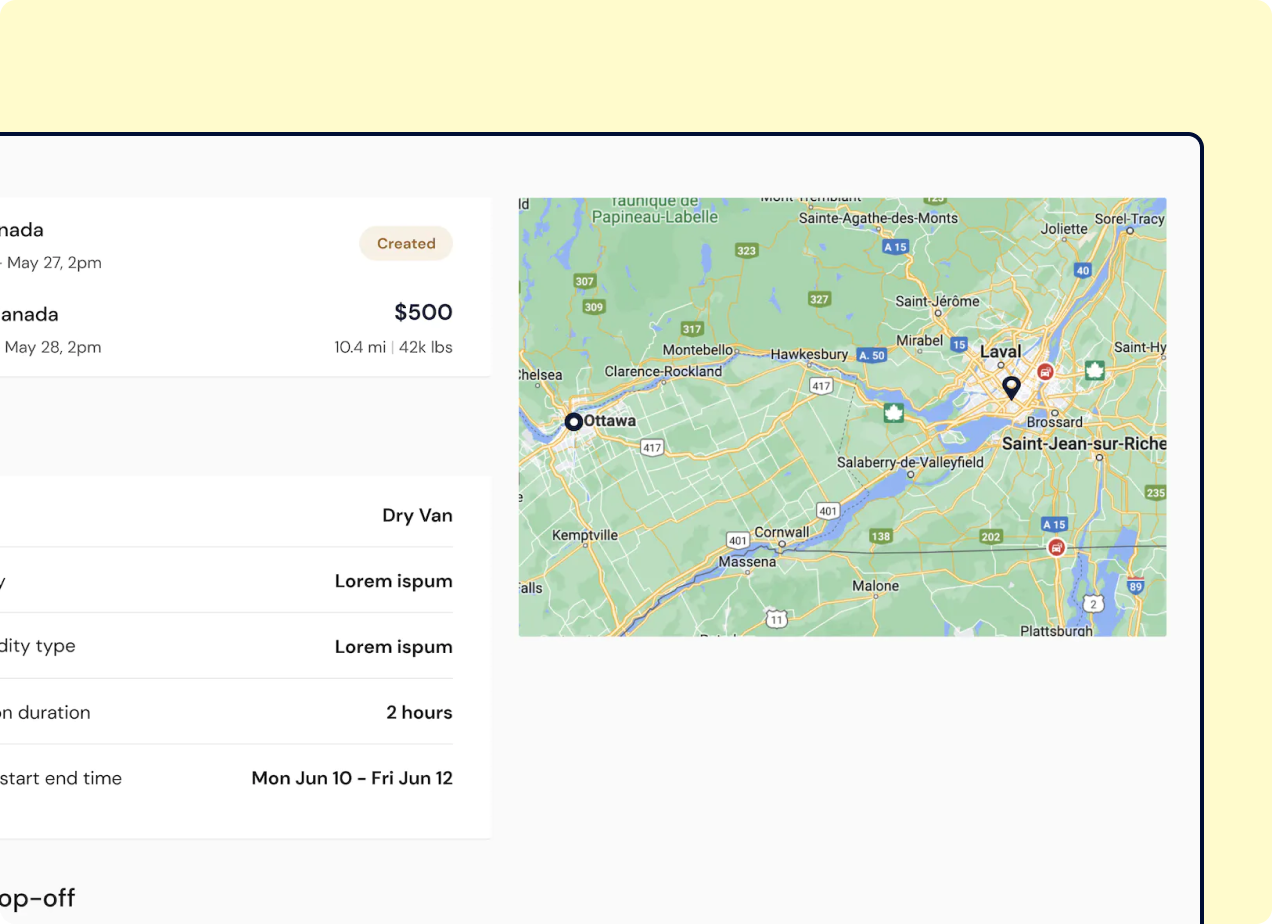 nada
Created
- May 27, 2pm
anada
$500
May 28, 2pm
10.4 mi | 42k lbs
Dry Van
y
Lorem ispum
dity type
Lorem ispum
on duration
2 hours
start end time
Mon Jun 10 – Fri Jun 12
op-off
ld
Papineau-Labelle
Mont-Tremblant
Sainte-Agathe-des-Monts
Sorel-Tracy
Joliette
A 15
323
40
307
309
327
Saint-Jérôme
317
Mirabel
15
Montebello
Hawkesbury
A. 50
Laval
Saint-Hy
Chelsea
Clarence-Rockland
417
Ottawa
Brossard
417
Saint-Jean-sur-Riche
Salaberry-de-Valleyfield
e
235
401
A 15
Kemptville
401
Cornwall
138
202
Massena
alls
Malone
89
2
11
Plattsburgh